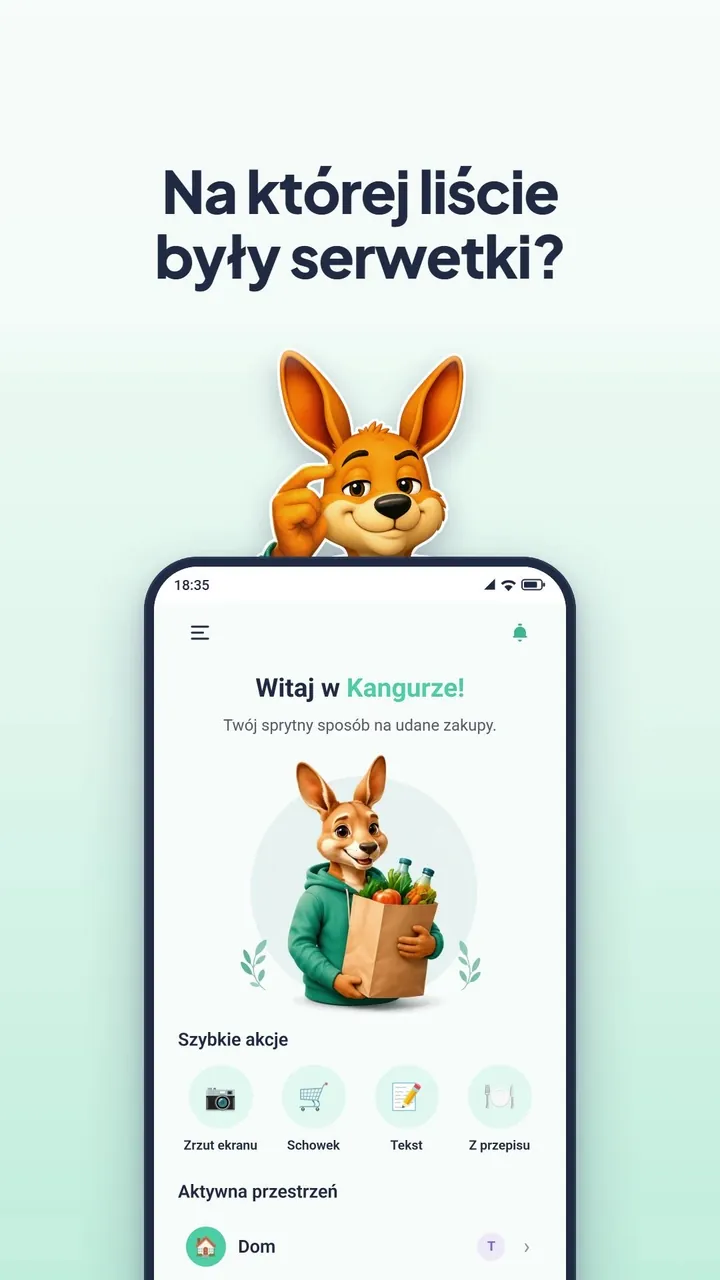 Na której liście
były serwetki?
18:35
Witaj w Kangurze!
Twój sprytny sposób na udane zakupy.
Szybkie akcje
Zrzut ekranu
Schowek
Tekst
Z przepisu
Aktywna przestrzeń
Dom
T